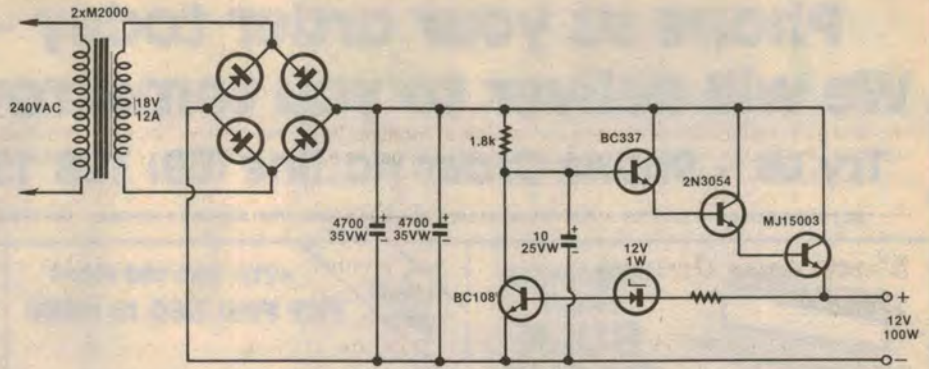 2xM2000
240VAC
18V
12A
4700
35VW
4700
35VW
1.8k
10
25VW
BC337
2N3054
MJ15003
BC108
12V
1W
+
12V
100W
−